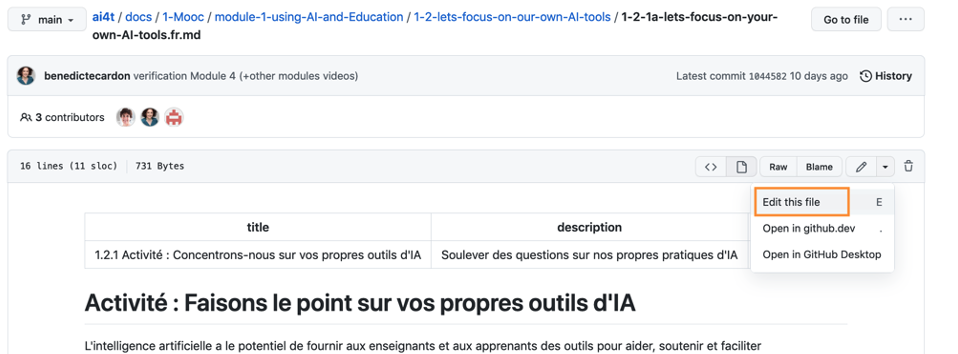 main
ai4t / docs / 1-Mooc / module-1-using-AI-and-Education / 1-2-lets-focus-on-our-own-AI-tools / 1-2-1a-lets-focus-on-your-
own-AI-tools.fr.md
Go to file
...
benedictecardon verification Module 4 (+other modules videos)
Latest commit 1044582 10 days ago
History
3 contributors
16 lines (11 sloc) | 731 Bytes
<>
Raw
Blame
Edit this file E
Open in github.dev .
Open in GitHub Desktop
title description
1.2.1 Activité : Concentrons-nous sur vos propres outils d'IA Soulever des questions sur nos propres pratiques d'IA
Activité : Faisons le point sur vos propres outils d'IA
L'intelligence artificielle a le potentiel de fournir aux enseignants et aux apprenants des outils pour aider, soutenir et faciliter